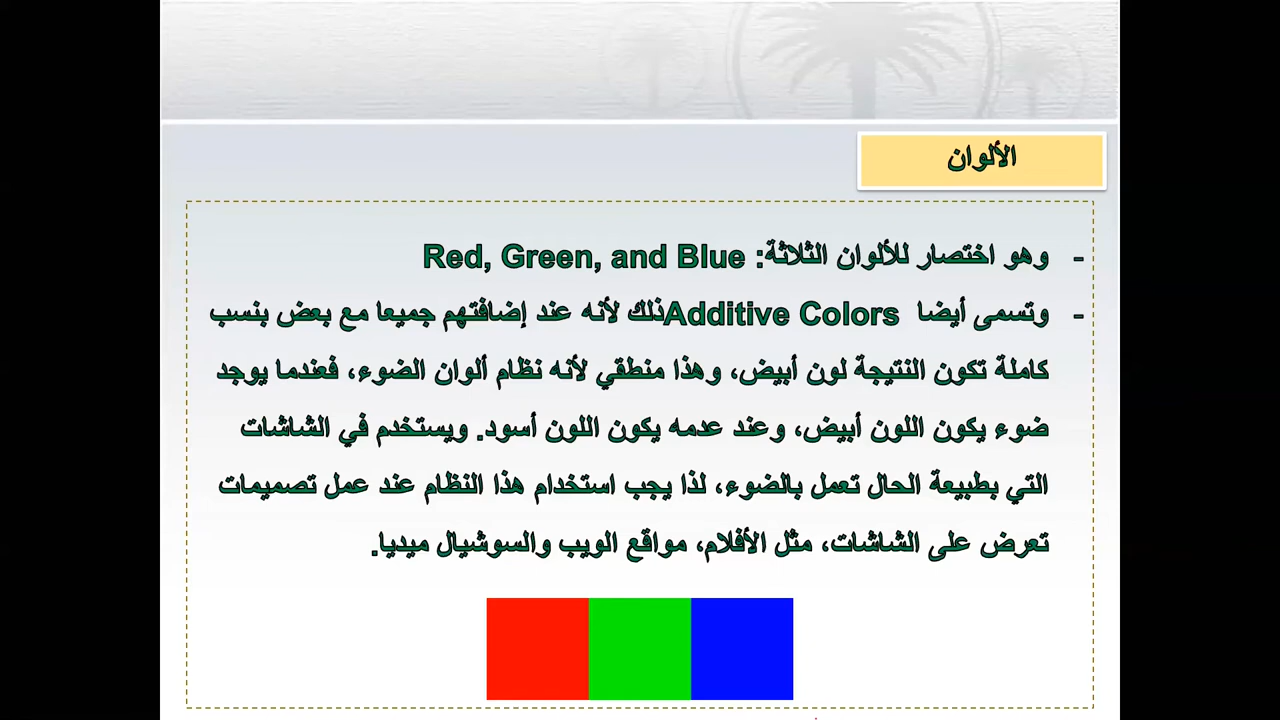 الألوان
- وهو اختصار للألوان الثلاثة: Red, Green, and Blue
- وتسمى أيضا Additive Colors ذلك لأنه عند إضافتهم جميعا مع بعض بنسب
كاملة تكون النتيجة لون أبيض، وهذا منطقي لأنه نظام ألوان الضوء، فعندما يوجد
ضوء يكون اللون أبيض، وعند عدمه يكون اللون أسود. ويستخدم في الشاشات
التي بطبيعة الحال تعمل بالضوء، لذا يجب استخدام هذا النظام عند عمل تصميمات
تعرض على الشاشات، مثل الأفلام، مواقع الويب والسوشيال ميديا.